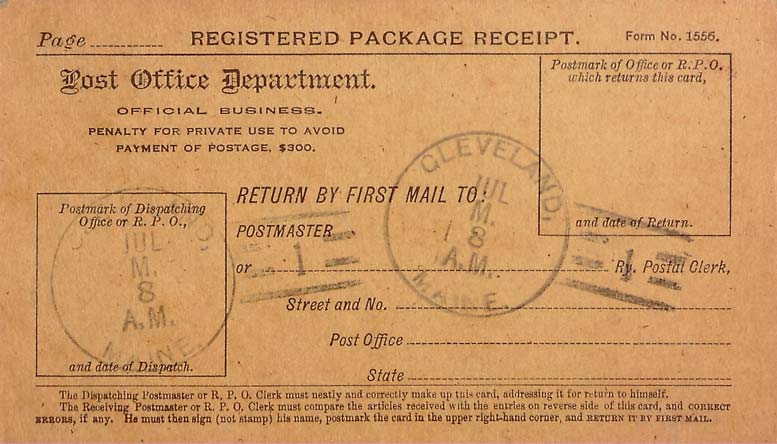 Page REGISTERED PACKAGE RECEIPT. Form No. 1556.
Post Office Department.
OFFICIAL BUSINESS.
PENALTY FOR PRIVATE USE TO AVOID
PAYMENT OF POSTAGE, $300.
Postmark of Office or R. P. O.
which returns this card,
and date of Return.
Postmark of Dispatching
Office or R. P. O.,
and date of Dispatch.
JUL
M.
8
A.M.
MAINE.
1
CLEVELAND,
JUL
M.
8
A.M.
MAINE.
1
RETURN BY FIRST MAIL TO:
POSTMASTER
or Ry. Postal Clerk,
Street and No.
Post Office
State
The Dispatching Postmaster or R. P. O. Clerk must neatly and correctly make up this card, addressing it for return to himself.
The Receiving Postmaster or R. P. O. Clerk must compare the articles received with the entries on reverse side of this card, and CORRECT
ERRORS, if any. He must then sign (not stamp) his name, postmark the card in the upper right-hand corner, and RETURN IT BY FIRST MAIL.